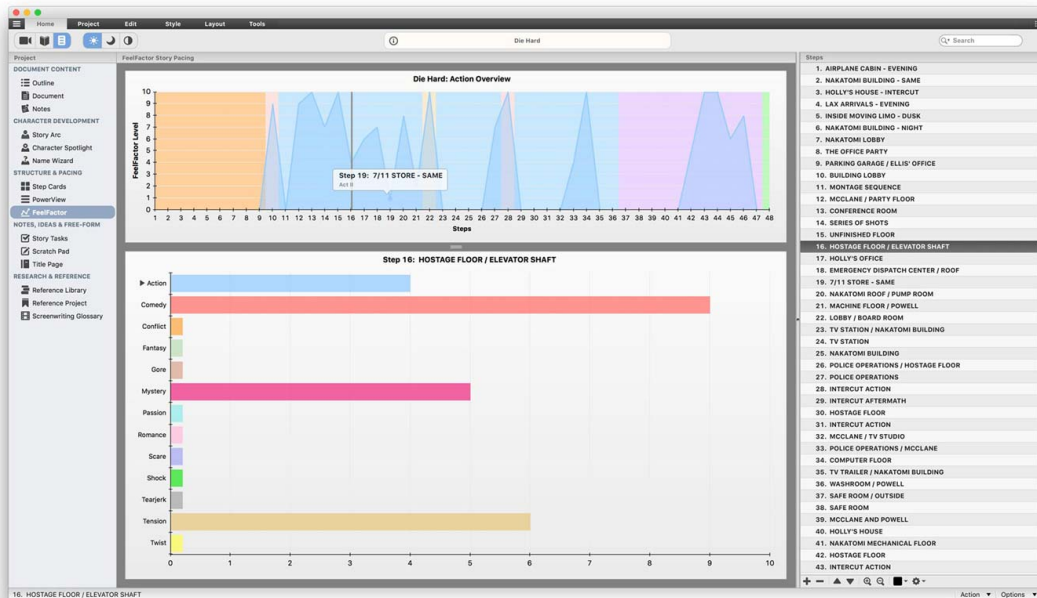 Home Project Edit Style Layout Tools
Die Hard
Search
Project
FeelFactor Story Pacing
Steps
DOCUMENT CONTENT
Outline
Document
Notes
CHARACTER DEVELOPMENT
Story Arc
Character Spotlight
Name Wizard
STRUCTURE & PACING
Step Cards
PowerView
FeelFactor
NOTES, IDEAS & FREE-FORM
Story Tasks
Scratch Pad
Title Page
RESEARCH & REFERENCE
Reference Library
Reference Project
Screenwriting Glossary
Die Hard: Action Overview
FeelFactor Level
10
9
8
7
6
5
4
3
2
1
0
Step 19: 7/11 STORE - SAME
Act II
1 2 3 4 5 6 7 8 9 10 11 12 13 14 15 16 17 18 19 20 21 22 23 24 25 26 27 28 29 30 31 32 33 34 35 36 37 38 39 40 41 42 43 44 45 46 47 48
Steps
Step 16: HOSTAGE FLOOR / ELEVATOR SHAFT
Action
Comedy
Conflict
Fantasy
Gore
Mystery
Passion
Romance
Scare
Shock
Tearjerk
Tension
Twist
0 1 2 3 4 5 6 7 8 9 10
1. AIRPLANE CABIN - EVENING
2. NAKATOMI BUILDING - SAME
3. HOLLY'S HOUSE - INTERCUT
4. LAX ARRIVALS - EVENING
5. INSIDE MOVING LIMO - DUSK
6. NAKATOMI BUILDING - NIGHT
7. NAKATOMI LOBBY
8. THE OFFICE PARTY
9. PARKING GARAGE / ELLIS' OFFICE
10. BUILDING LOBBY
11. MONTAGE SEQUENCE
12. MCCLANE / PARTY FLOOR
13. CONFERENCE ROOM
14. SERIES OF SHOTS
15. UNFINISHED FLOOR
16. HOSTAGE FLOOR / ELEVATOR SHAFT
17. HOLLY'S OFFICE
18. EMERGENCY DISPATCH CENTER / ROOF
19. 7/11 STORE - SAME
20. NAKATOMI ROOF / PUMP ROOM
21. MACHINE FLOOR / POWELL
22. LOBBY / BOARD ROOM
23. TV STATION / NAKATOMI BUILDING
24. TV STATION
25. NAKATOMI BUILDING
26. POLICE OPERATIONS / HOSTAGE FLOOR
27. POLICE OPERATIONS
28. INTERCUT ACTION
29. INTERCUT AFTERMATH
30. HOSTAGE FLOOR
31. INTERCUT ACTION
32. MCCLANE / TV STUDIO
33. POLICE OPERATIONS / MCCLANE
34. COMPUTER FLOOR
35. TV TRAILER / NAKATOMI BUILDING
36. WASHROOM / POWELL
37. SAFE ROOM / OUTSIDE
38. SAFE ROOM
39. MCCLANE AND POWELL
40. HOLLY'S HOUSE
41. NAKATOMI MECHANICAL FLOOR
42. HOSTAGE FLOOR
43. INTERCUT ACTION
16. HOSTAGE FLOOR / ELEVATOR SHAFT
Action Options